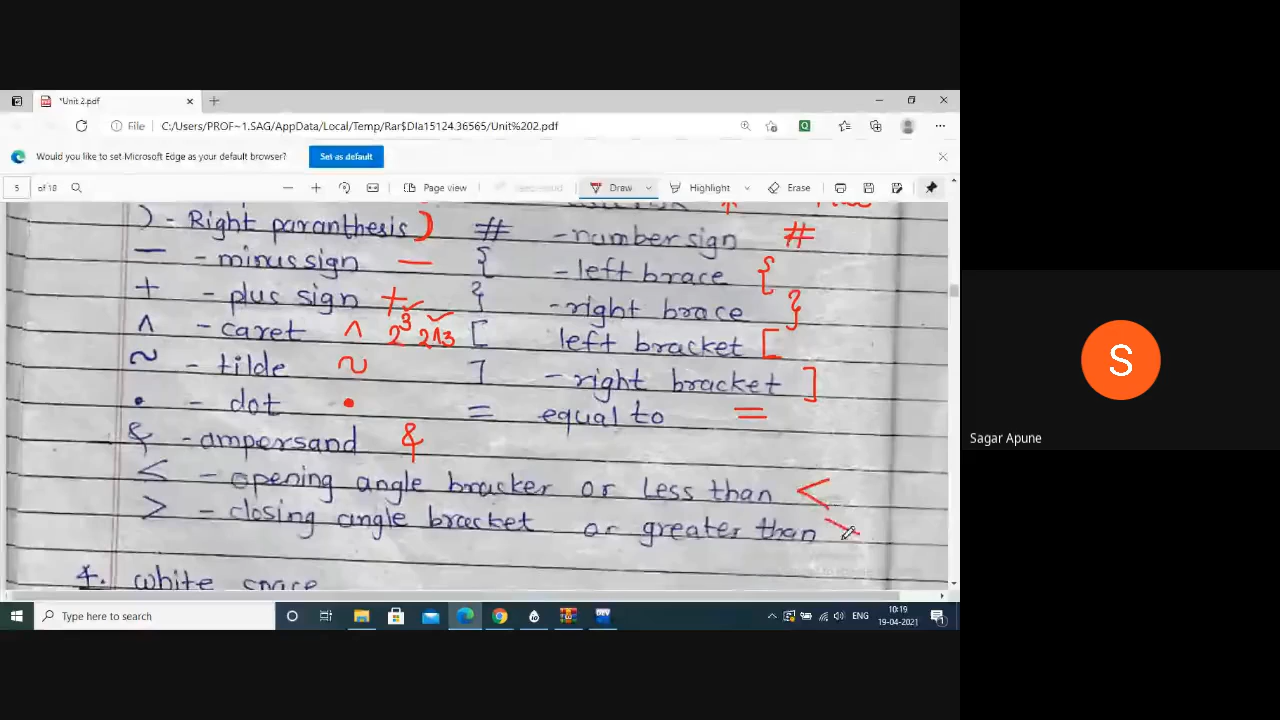 *Unit 2.pdf
File
C:/Users/PROF~1.SAG/AppData/Local/Temp/Rar$DIa15124.36565/Unit%202.pdf
Would you like to set Microsoft Edge as your default browser?
Set as default
5 of 18
Page view
Draw
Highlight
Erase
) - Right paranthesis ) # - number sign #
— - minus sign — { - left brace {
+ - plus sign + } - right brace }
^ - caret ^ 2³ 2^3 [ left bracket [
~ - tilde ~ ] - right bracket ]
• - dot • = equal to =
& - ampersand &
< - opening angle bracker or less than <
> - closing angle bracket or greater than >
4. white space
S
Sagar Apune
Type here to search
ENG
10:19
19-04-2021